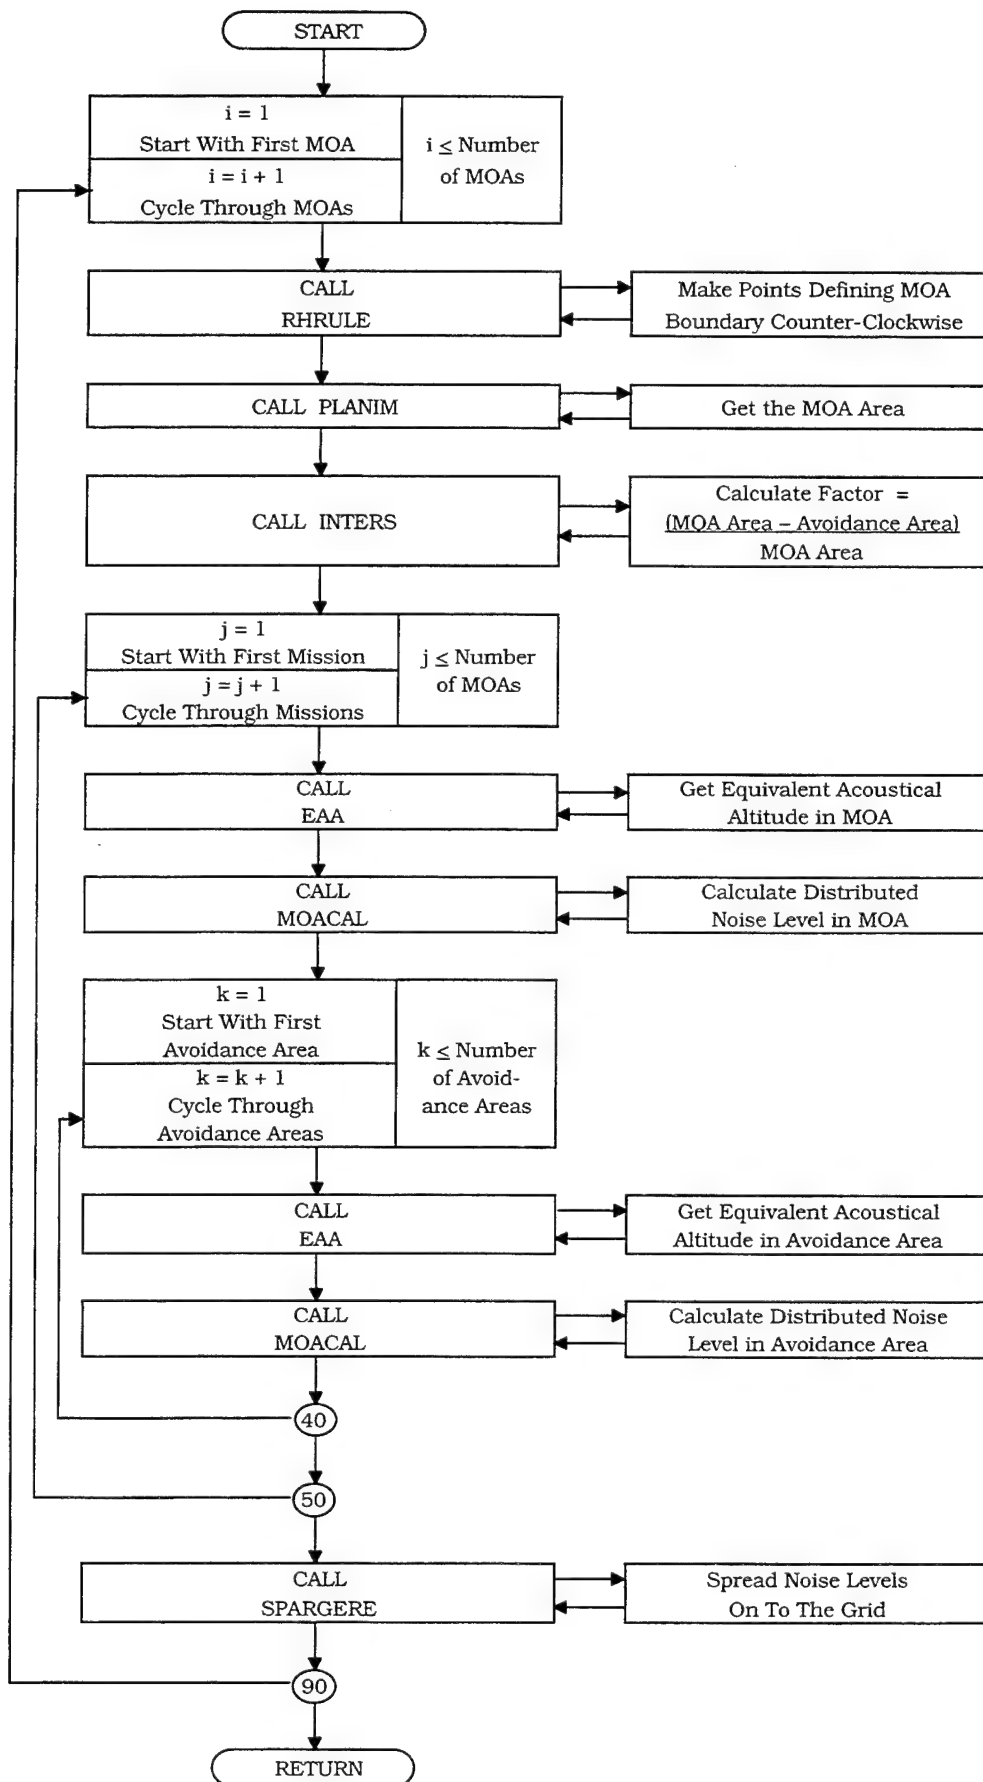 START
i = 1
Start With First MOA
i = i + 1
Cycle Through MOAs
i ≤ Number
of MOAs
CALL
RHRULE
Make Points Defining MOA
Boundary Counter-Clockwise
CALL PLANIM
Get the MOA Area
CALL INTERS
Calculate Factor =
(MOA Area – Avoidance Area)
MOA Area
j = 1
Start With First Mission
j = j + 1
Cycle Through Missions
j ≤ Number
of MOAs
CALL
EAA
Get Equivalent Acoustical
Altitude in MOA
CALL
MOACAL
Calculate Distributed
Noise Level in MOA
k = 1
Start With First
Avoidance Area
k = k + 1
Cycle Through
Avoidance Areas
k ≤ Number
of Avoid-
ance Areas
CALL
EAA
Get Equivalent Acoustical
Altitude in Avoidance Area
CALL
MOACAL
Calculate Distributed Noise
Level in Avoidance Area
40
50
CALL
SPARGERE
Spread Noise Levels
On To The Grid
90
RETURN